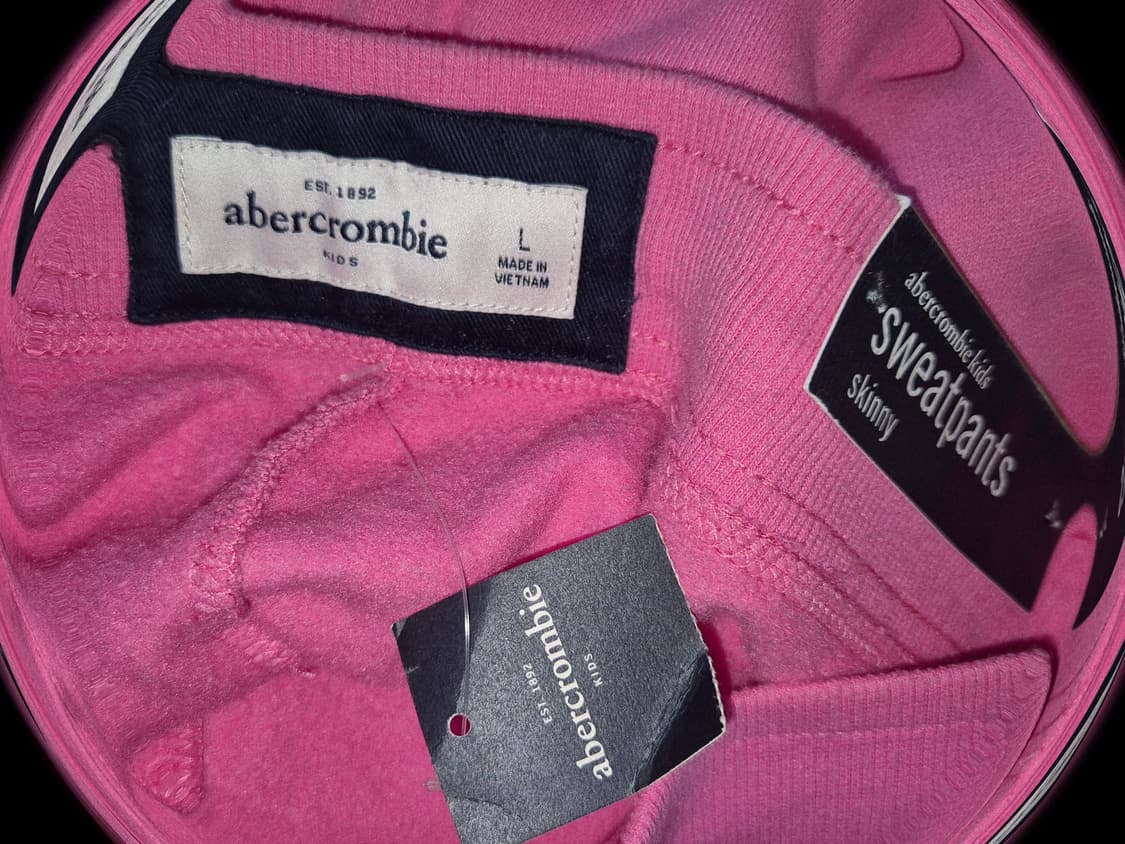 EST. 1892
abercrombie
KIDS
L
MADE IN
VIETNAM
abercrombie kids
sweatpants
skinny
abercrombie
EST. 1892
KIDS